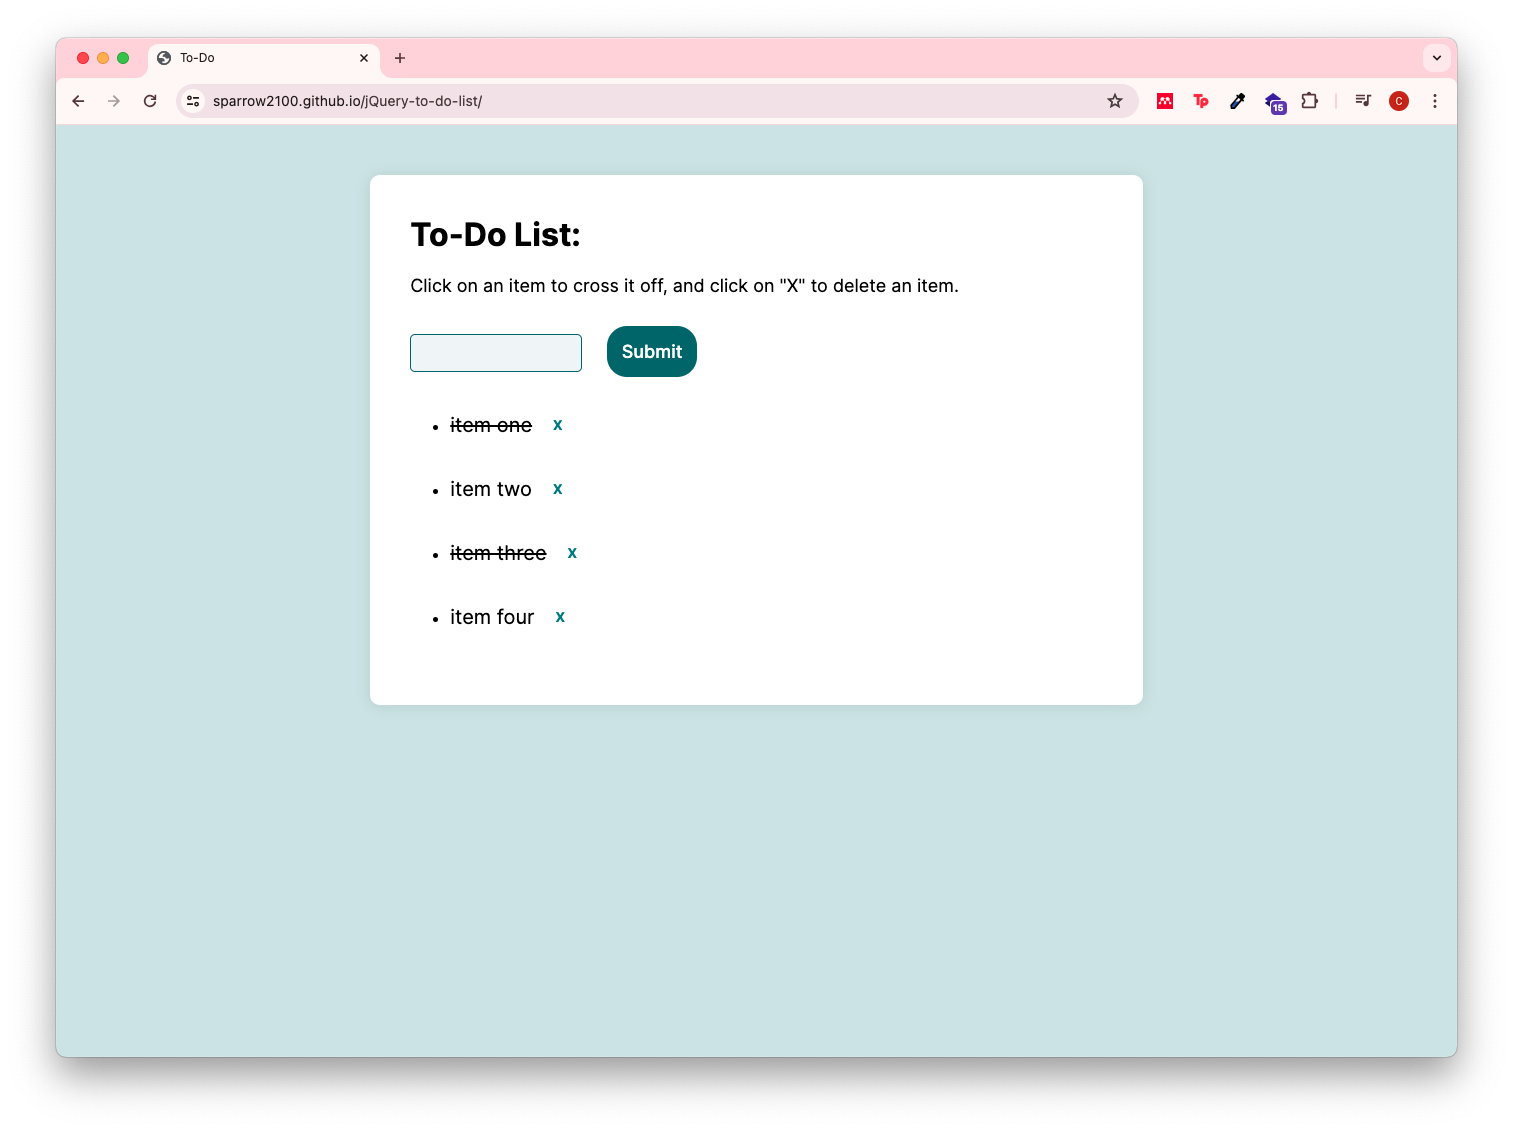 To-Do
sparrow2100.github.io/jQuery-to-do-list/
Tp
15
C
To-Do List:
Click on an item to cross it off, and click on "X" to delete an item.
Submit
item one X
item two X
item three X
item four X